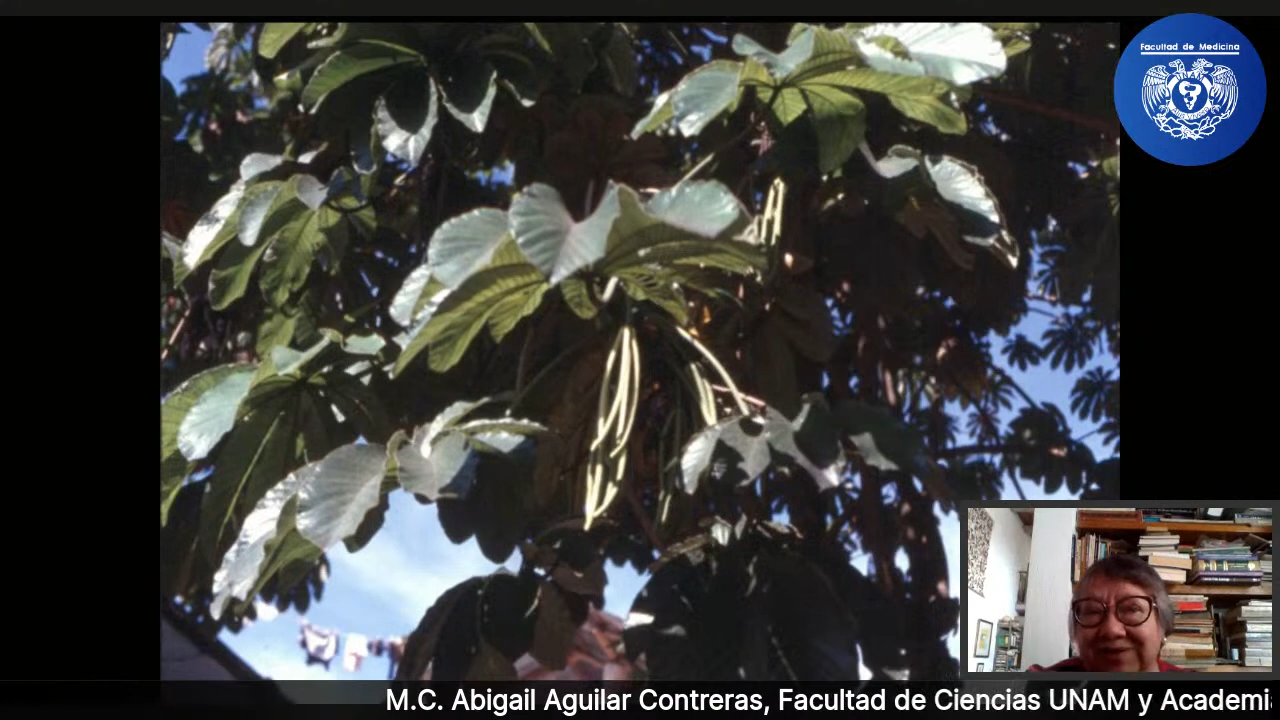 Facultad de Medicina
M.C. Abigail Aguilar Contreras, Facultad de Ciencias UNAM y Academi